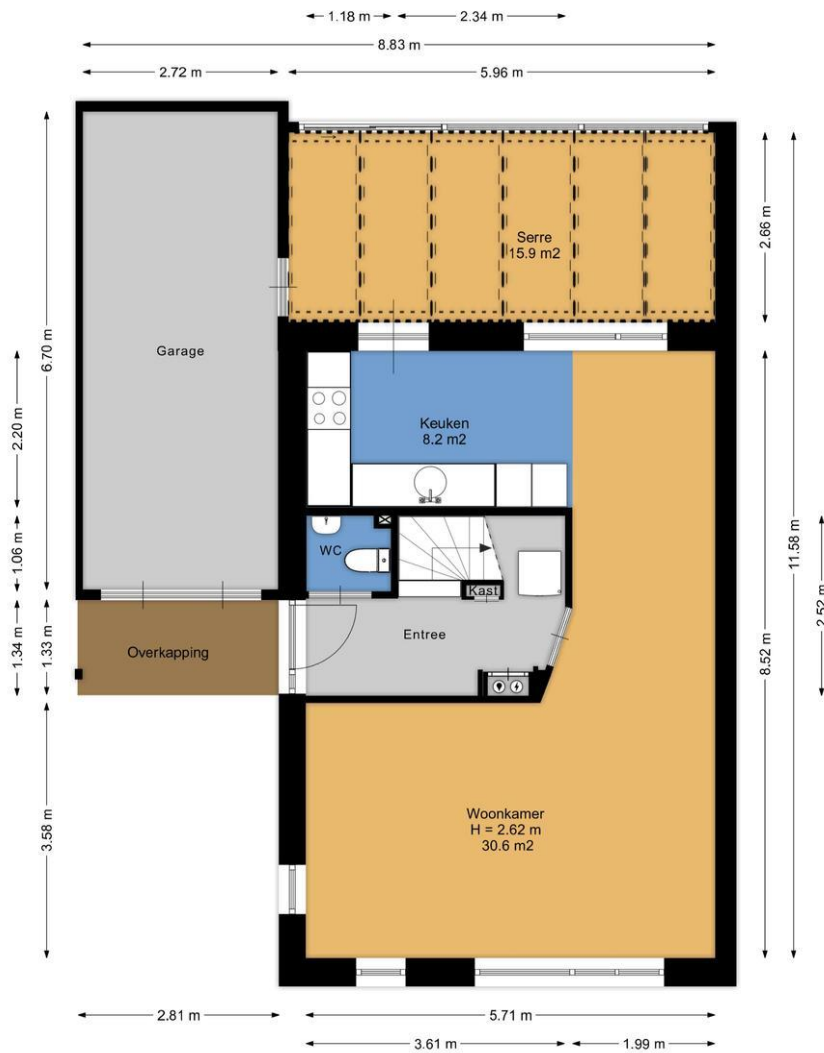 1.18 m
2.34 m
8.83 m
2.72 m
5.96 m
Serre
15.9 m2
2.66 m
Garage
6.70 m
2.20 m
Keuken
8.2 m2
1.06 m
WC
Kast
11.58 m
2.52 m
Entree
Overkapping
1.34 m
1.33 m
8.52 m
3.58 m
Woonkamer
H = 2.62 m
30.6 m2
2.81 m
5.71 m
3.61 m
1.99 m